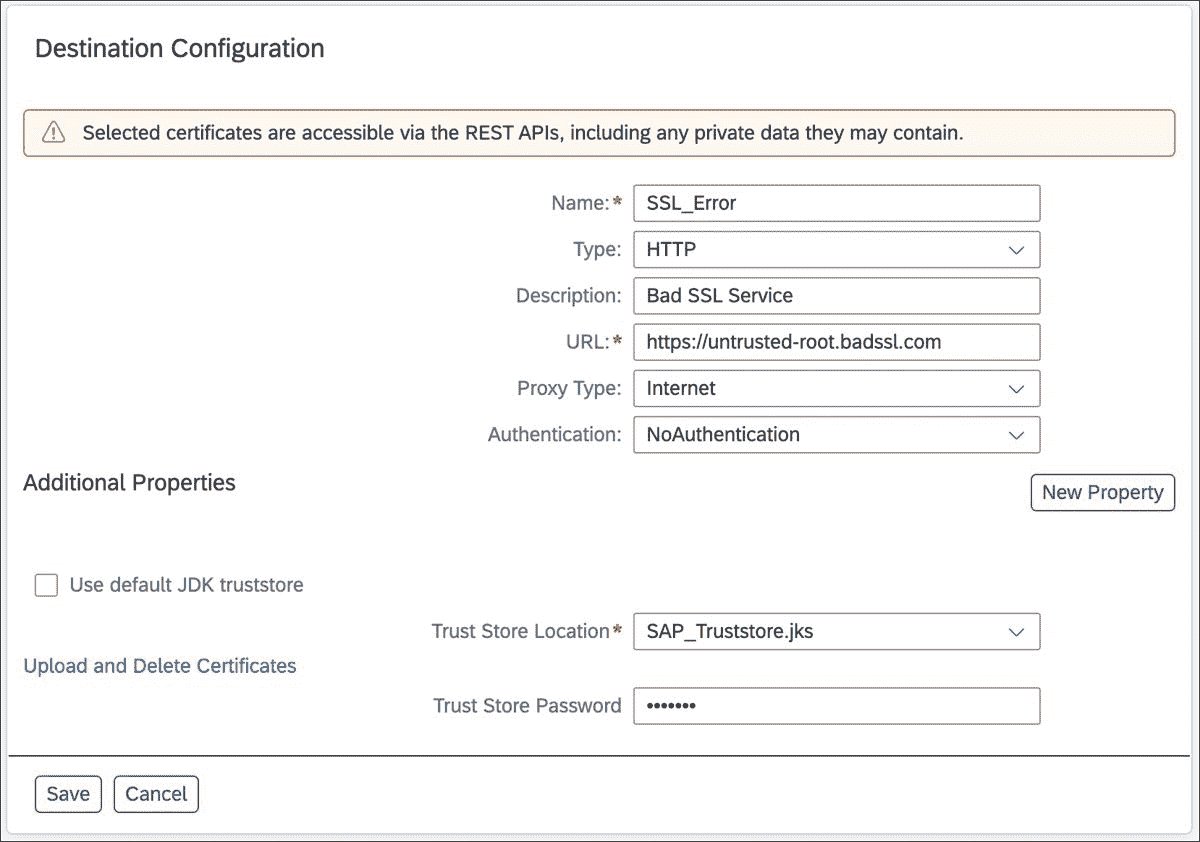 Destination Configuration
Selected certificates are accessible via the REST APIs, including any private data they may contain.
Name:* SSL_Error
Type: HTTP
Description: Bad SSL Service
URL:* https://untrusted-root.badssl.com
Proxy Type: Internet
Authentication: NoAuthentication
Additional Properties
New Property
Use default JDK truststore
Trust Store Location* SAP_Truststore.jks
Upload and Delete Certificates
Trust Store Password •••••••
Save Cancel